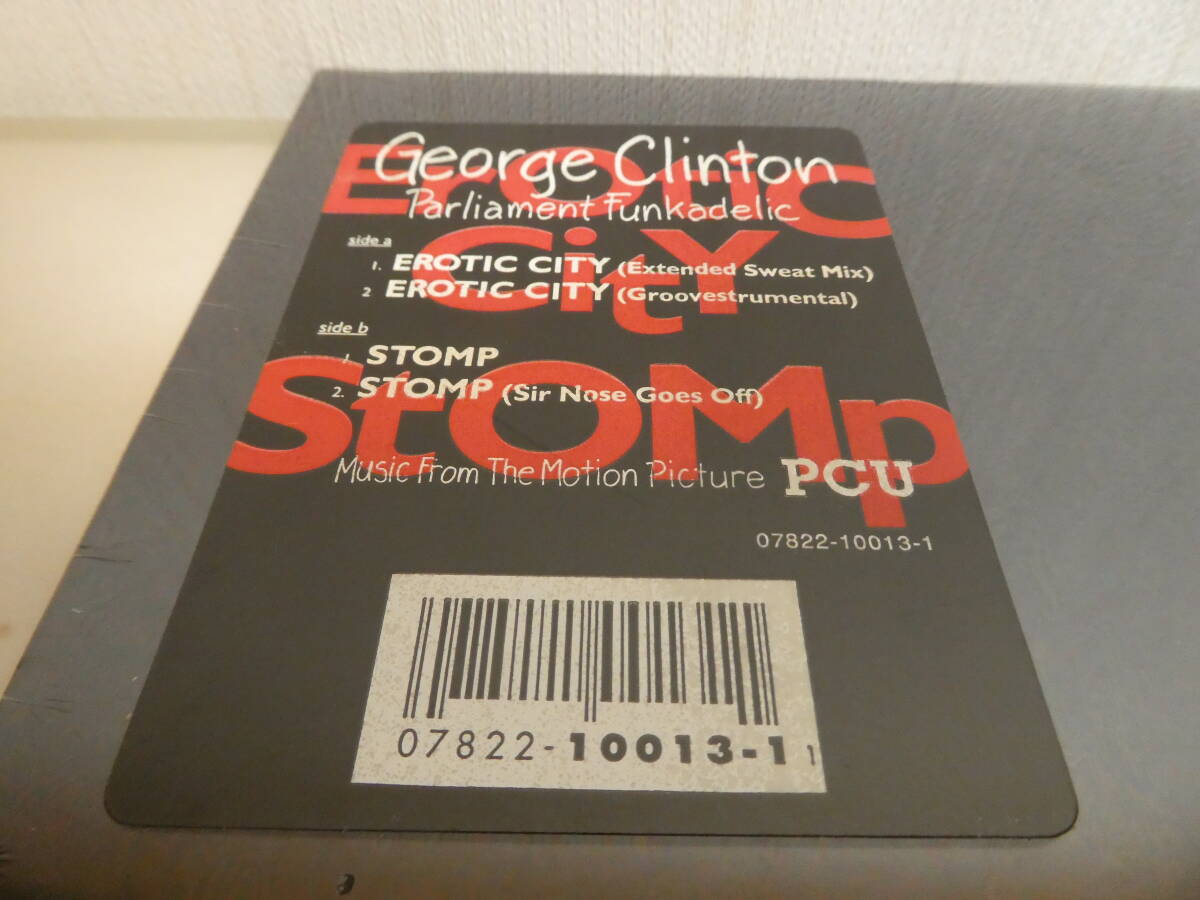 George Clinton
Parliament Funkadelic
Erotic
City
StOMp
side a
1. EROTIC CITY (Extended Sweat Mix)
2 EROTIC CITY (Groovestrumental)
side b
1. STOMP
2. STOMP (Sir Nose Goes Off)
Music From The Motion Picture PCU
07822-10013-1
07822-10013-1 1